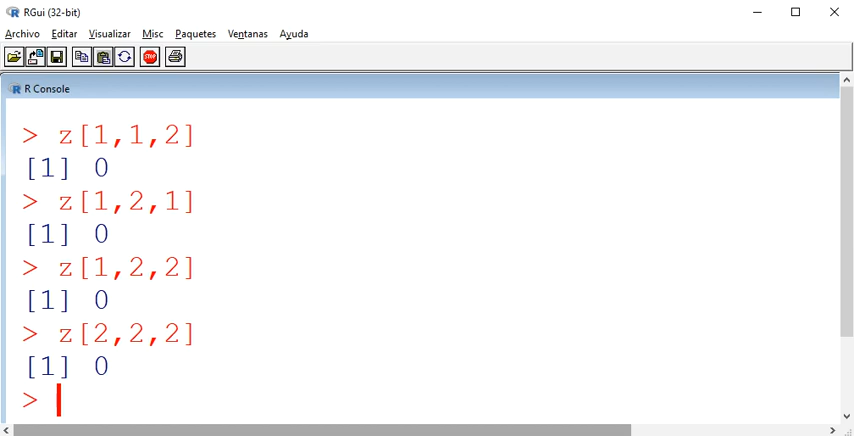 RGui (32-bit)
Archivo Editar Visualizar Misc Paquetes Ventanas Ayuda
STOP
R Console
> z[1,1,2]
[1] 0
> z[1,2,1]
[1] 0
> z[1,2,2]
[1] 0
> z[2,2,2]
[1] 0
>